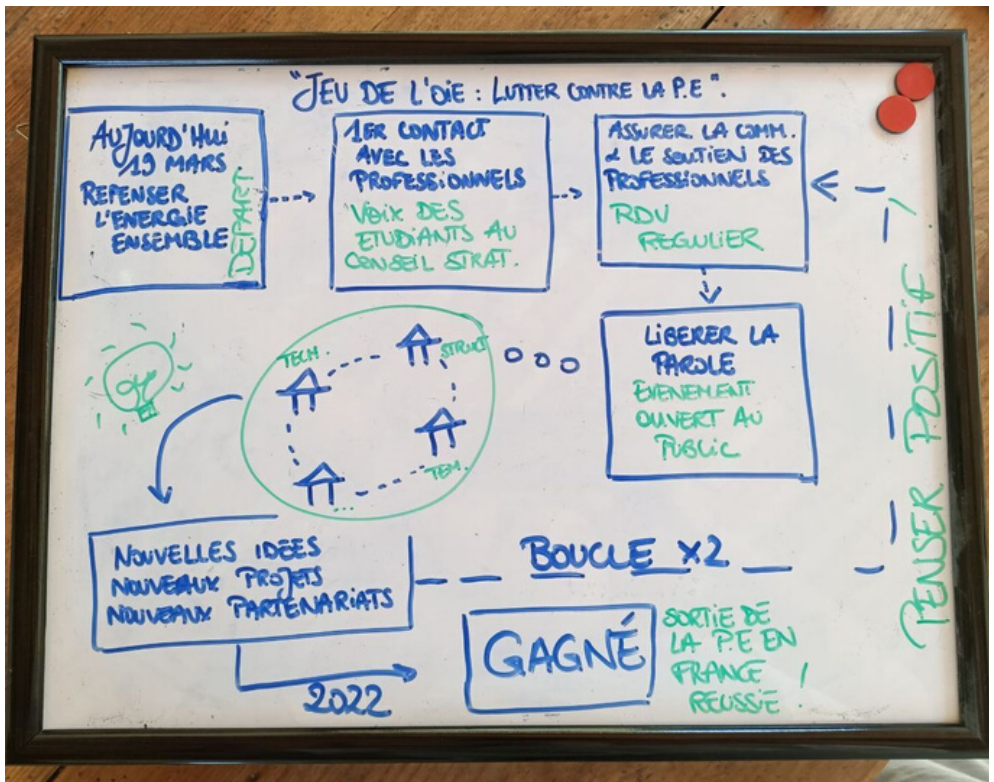 "JEU DE L'OIE : LUTTER CONTRE LA P.E".
AUJOURD'HUI
19 MARS
REPENSER
L'ENERGIE
ENSEMBLE
DEPART
1ER CONTACT
AVEC LES
PROFESSIONNELS
VOIX DES
ETUDIANTS AU
CONSEIL STRAT.
ASSURER LA COMM.
& LE SOUTIEN DES
PROFESSIONNELS
RDV
REGULIER
LIBERER LA
PAROLE
EVENEMENT
OUVERT AU
PUBLIC
TECH.
STRUCT
TEM.
...
NOUVELLES IDEES
NOUVEAUX PROJETS
NOUVEAUX PARTENARIATS
BOUCLE X2
PENSER POSITIF !
2022
GAGNÉ
SORTIE DE
LA P.E EN
FRANCE
REUSSIE !